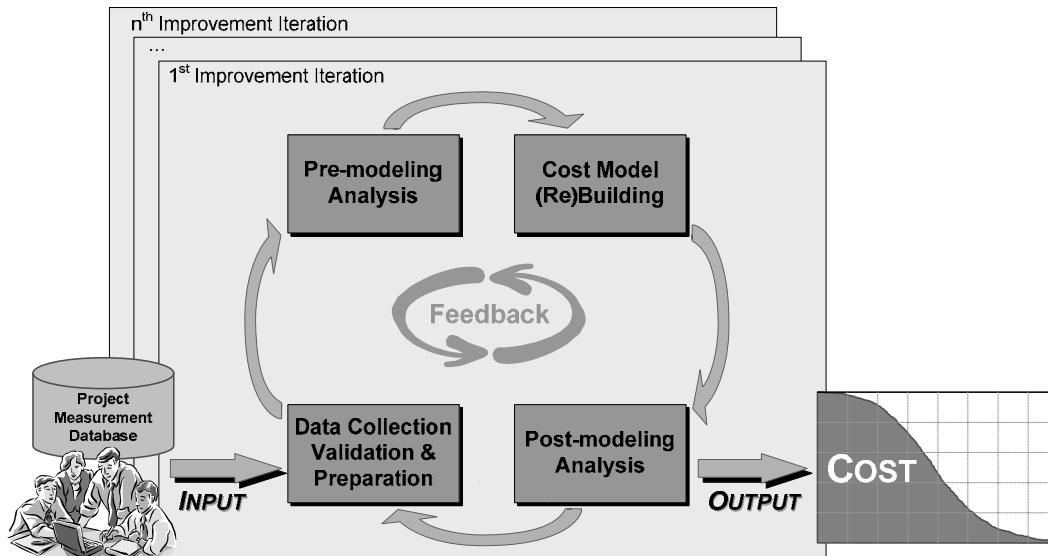 nth Improvement Iteration
...
1st Improvement Iteration
Pre-modeling
Analysis
Cost Model
(Re)Building
Feedback
Project
Measurement
Database
Data Collection
Validation &
Preparation
Post-modeling
Analysis
INPUT
OUTPUT
COST